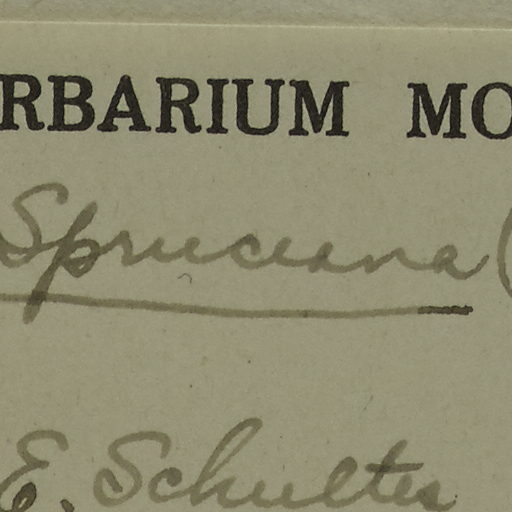 RBARIUM MO
Spruceana (
E. Schultes